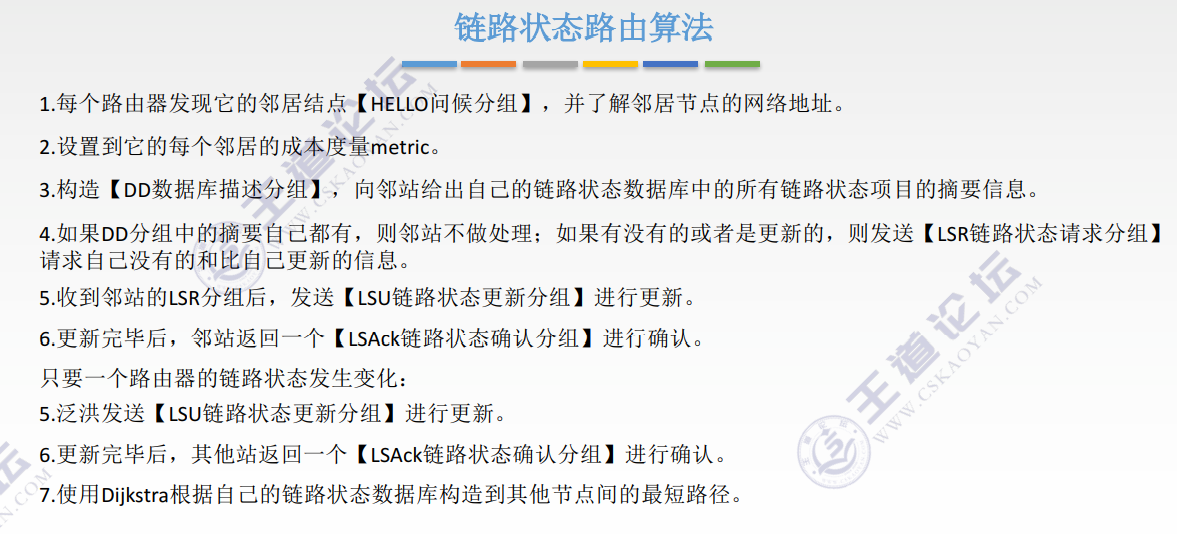 链路状态路由算法
1.每个路由器发现它的邻居结点【HELLO问候分组】，并了解邻居节点的网络地址。
2.设置到它的每个邻居的成本度量metric。
3.构造【DD数据库描述分组】，向邻站给出自己的链路状态数据库中的所有链路状态项目的摘要信息。
4.如果DD分组中的摘要自己都有，则邻站不做处理；如果有没有的或者是更新的，则发送【LSR链路状态请求分组】
请求自己没有的和比自己更新的信息。
5.收到邻站的LSR分组后，发送【LSU链路状态更新分组】进行更新。
6.更新完毕后，邻站返回一个【LSAck链路状态确认分组】进行确认。
只要一个路由器的链路状态发生变化：
5.泛洪发送【LSU链路状态更新分组】进行更新。
6.更新完毕后，其他站返回一个【LSAck链路状态确认分组】进行确认。
7.使用Dijkstra根据自己的链路状态数据库构造到其他节点间的最短路径。
王道论坛
WWW.CSKAOYAN.COM
王道论坛
WWW.CSKAOYAN.COM